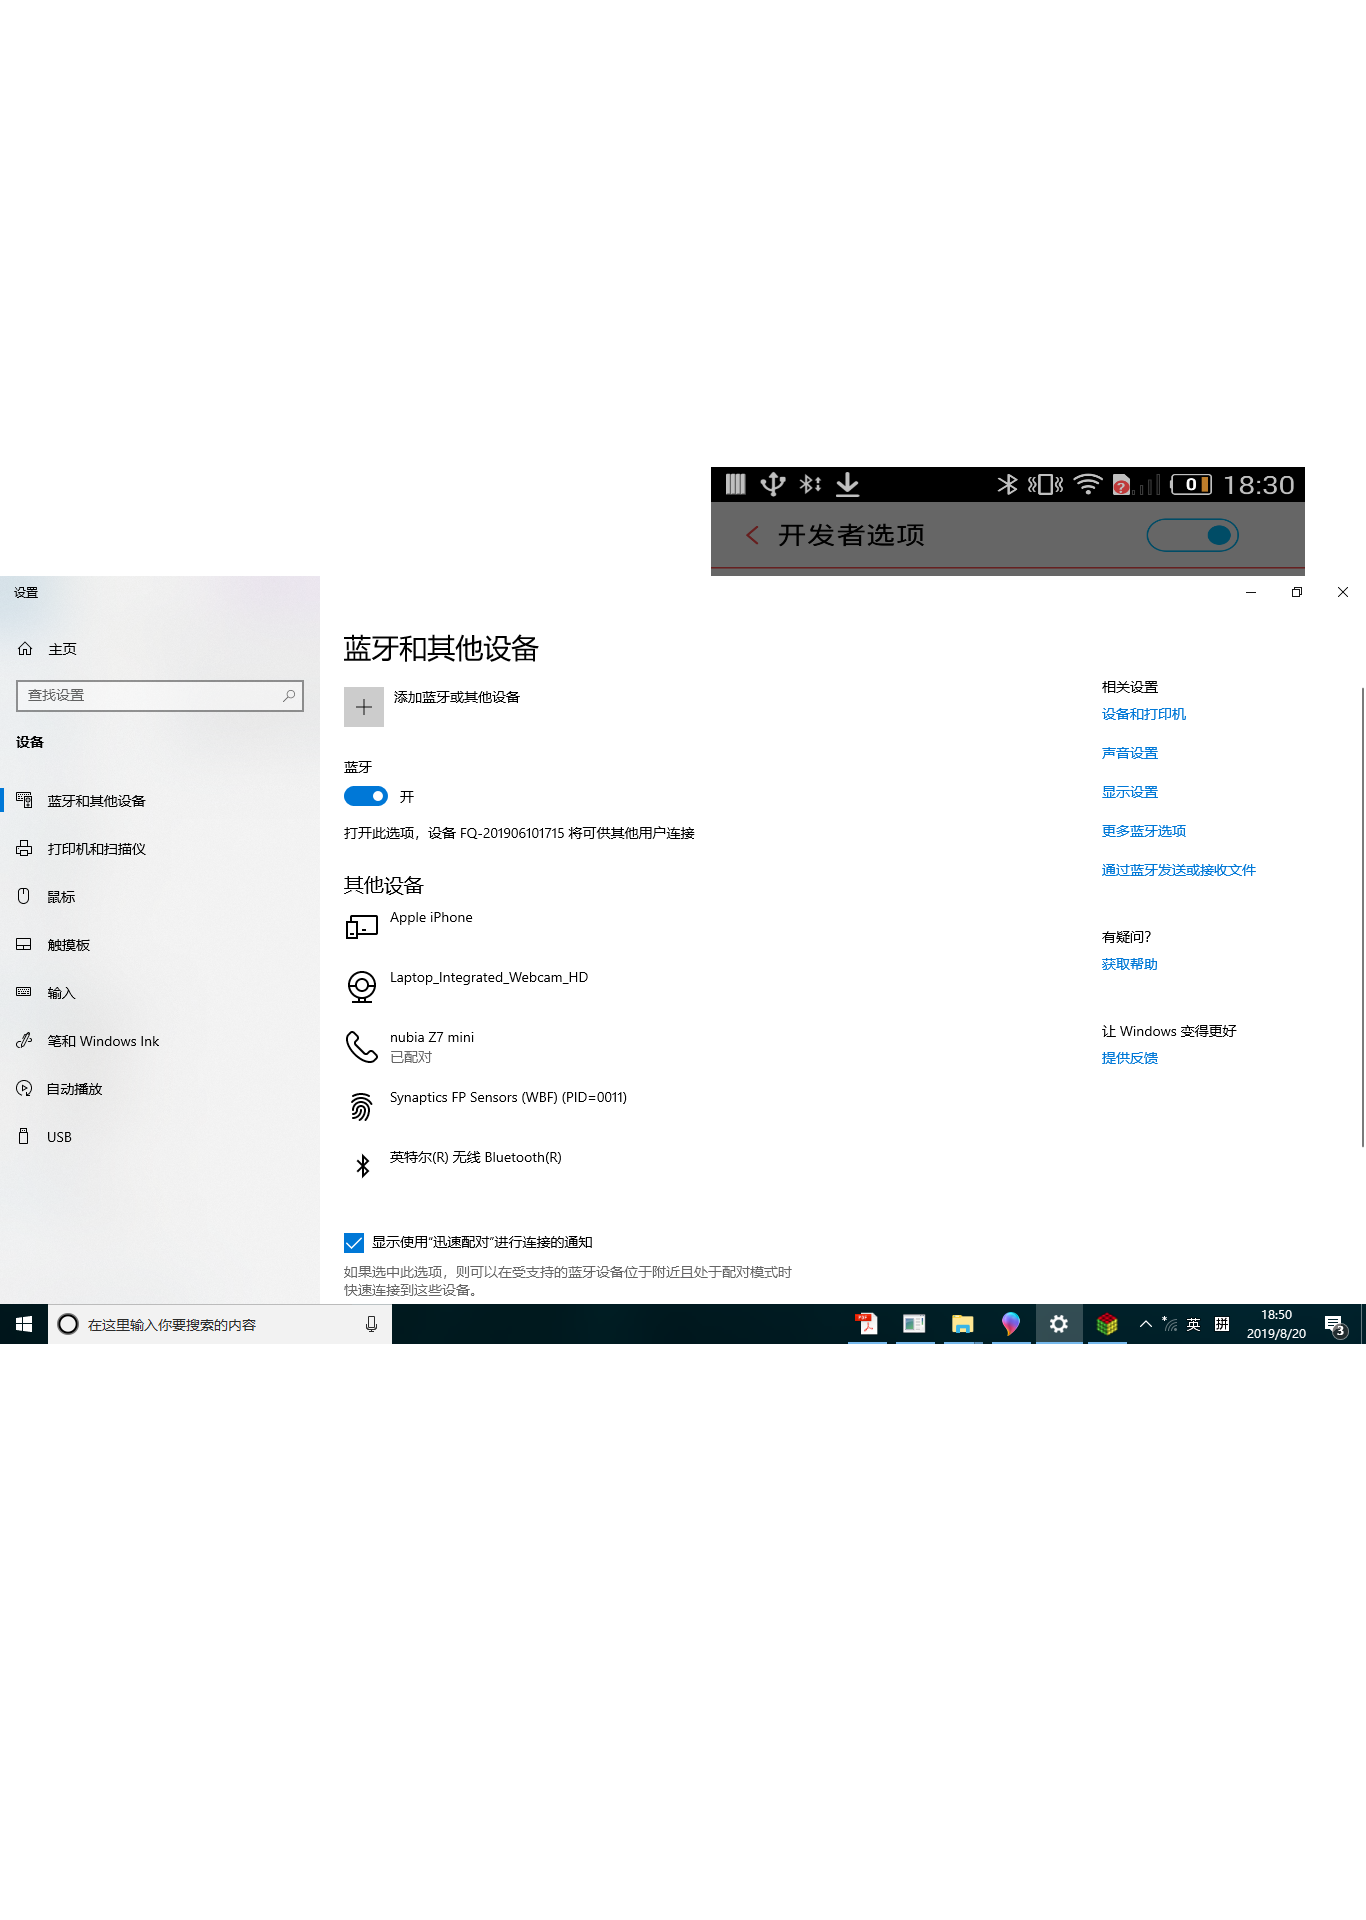 0
18:30
开发者选项
设置
主页
查找设置
设备
蓝牙和其他设备
打印机和扫描仪
鼠标
触摸板
输入
笔和 Windows Ink
自动播放
USB
蓝牙和其他设备
添加蓝牙或其他设备
蓝牙
开
打开此选项，设备 FQ-201906101715 将可供其他用户连接
其他设备
Apple iPhone
Laptop_Integrated_Webcam_HD
nubia Z7 mini
已配对
Synaptics FP Sensors (WBF) (PID=0011)
英特尔(R) 无线 Bluetooth(R)
显示使用“迅速配对”进行连接的通知
如果选中此选项，则可以在受支持的蓝牙设备位于附近且处于配对模式时
快速连接到这些设备。
相关设置
设备和打印机
声音设置
显示设置
更多蓝牙选项
通过蓝牙发送或接收文件
有疑问？
获取帮助
让 Windows 变得更好
提供反馈
在这里输入你要搜索的内容
英
拼
18:50
2019/8/20
3